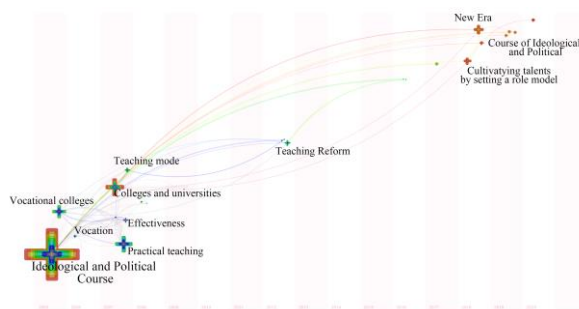 New Era
Course of Ideological
and Political
Cultivatying talents
by setting a role model
Teaching Reform
Teaching mode
Colleges and universities
Vocational colleges
Effectiveness
Vocation
Practical teaching
Ideological and Political
Course